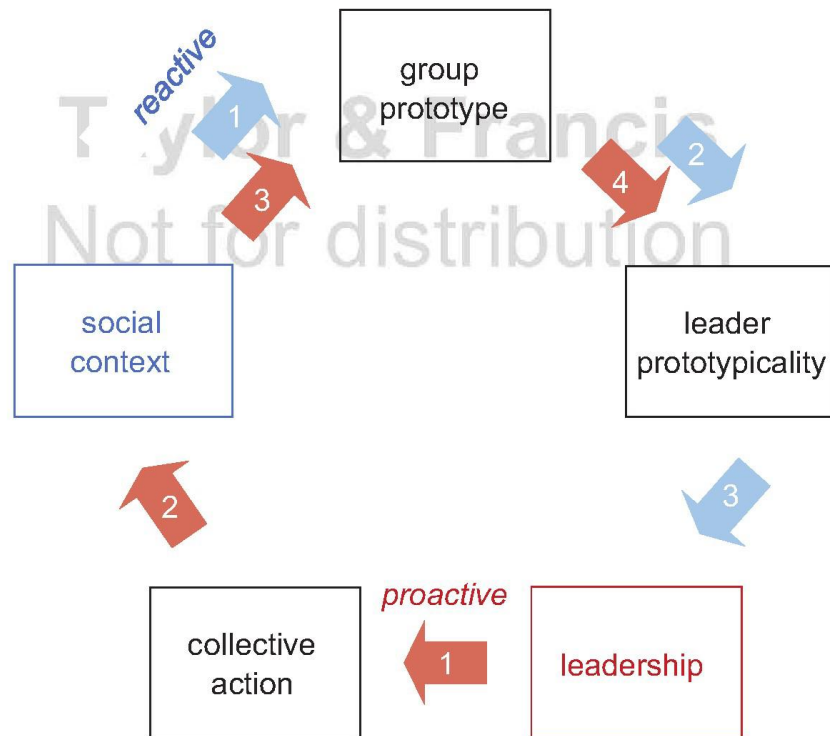 reactive
group
prototype
1
2
3
4
Taylor & Francis
Not for distribution
social
context
leader
prototypicality
3
2
proactive
collective
action
1
leadership